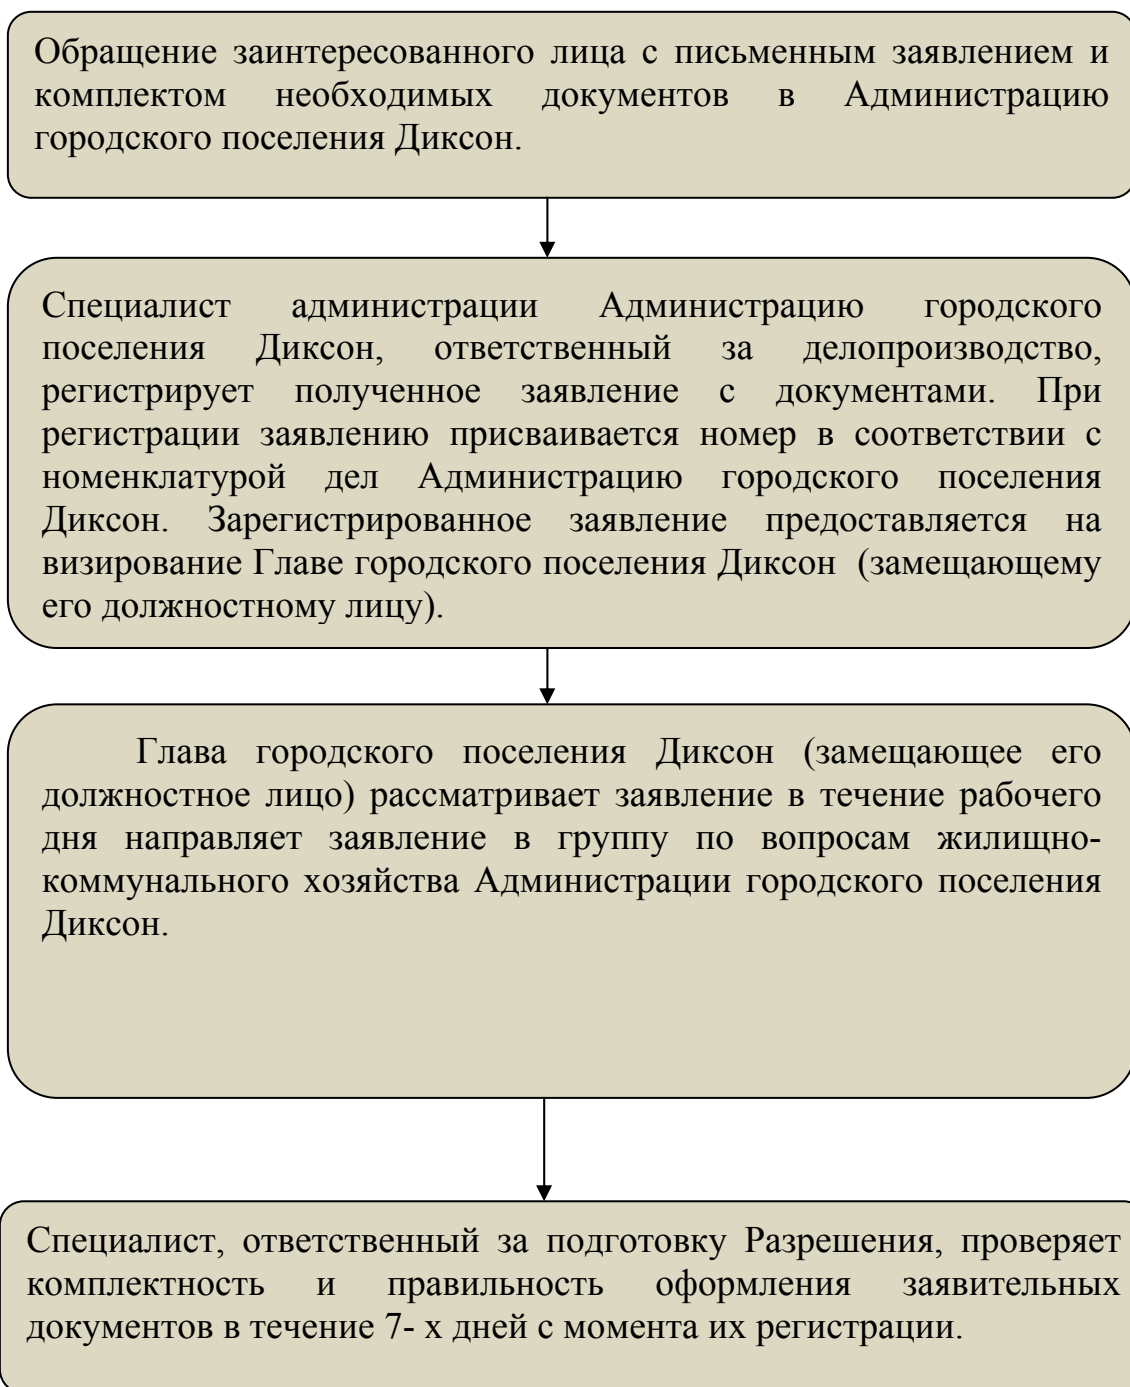 Обращение заинтересованного лица с письменным заявлением и
комплектом необходимых документов в Администрацию
городского поселения Диксон.
Специалист администрации Администрацию городского
поселения Диксон, ответственный за делопроизводство,
регистрирует полученное заявление с документами. При
регистрации заявлению присваивается номер в соответствии с
номенклатурой дел Администрацию городского поселения
Диксон. Зарегистрированное заявление предоставляется на
визирование Главе городского поселения Диксон (замещающему
его должностному лицу).
Глава городского поселения Диксон (замещающее его
должностное лицо) рассматривает заявление в течение рабочего
дня направляет заявление в группу по вопросам жилищно-
коммунального хозяйства Администрации городского поселения
Диксон.
Специалист, ответственный за подготовку Разрешения, проверяет
комплектность и правильность оформления заявительных
документов в течение 7- х дней с момента их регистрации.